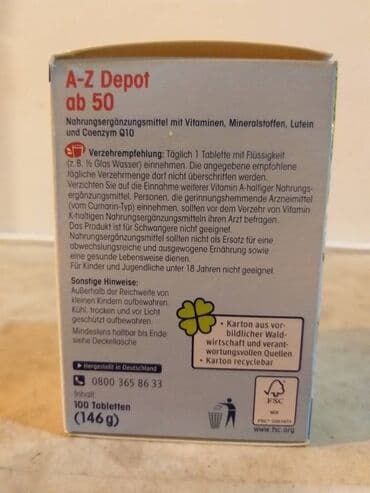 A-Z Depot
ab 50
Nahrungsergänzungsmittel mit Vitaminen, Mineralstoffen, Lutein
und Coenzym Q10
Verzehrempfehlung: Täglich 1 Tablette mit Flüssigkeit
(z. B. ½ Glas Wasser) einnehmen. Die angegebene empfohlene
tägliche Verzehrmenge darf nicht überschritten werden.
Verzichten Sie auf die Einnahme weiterer Vitamin A-haltiger Nahrungs-
ergänzungsmittel. Personen, die gerinnungshemmende Arzneimittel
(vom Cumarin-Typ) einnehmen, sollten vor dem Verzehr von Vitamin
K-haltigen Nahrungsergänzungsmitteln ihren Arzt befragen.
Das Produkt ist für Schwangere nicht geeignet.
Nahrungsergänzungsmittel sollten nicht als Ersatz für eine
abwechslungsreiche und ausgewogene Ernährung sowie
eine gesunde Lebensweise dienen.
Für Kinder und Jugendliche unter 18 Jahren nicht geeignet.
Sonstige Hinweise:
Außerhalb der Reichweite von
kleinen Kindern aufbewahren.
Kühl, trocken und vor Licht
geschützt aufbewahren.
Mindestens haltbar bis Ende:
siehe Deckellasche
• Karton aus vor-
bildlicher Wald-
wirtschaft und verant-
wortungsvollen Quellen
• Karton recycelbar
Hergestellt in Deutschland
0800 365 86 33
Inhalt:
100 Tabletten
(146 g)
FSC
MIX
www.fsc.org